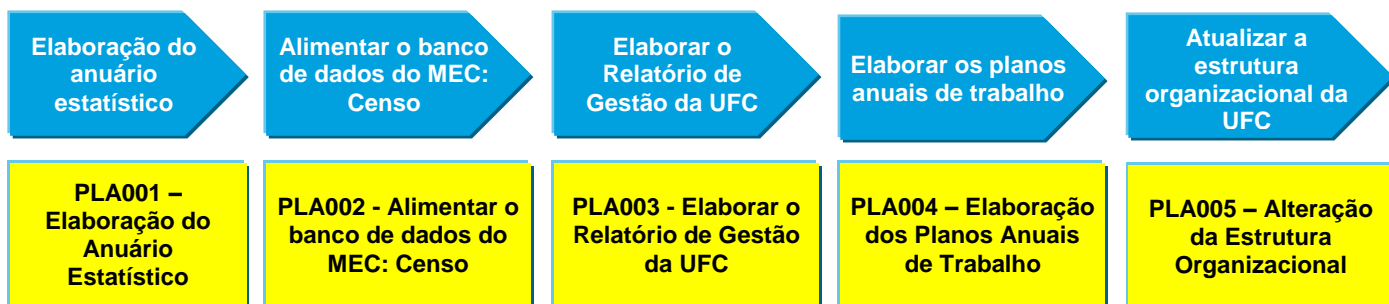 Elaboração do
anuário
estatístico
Alimentar o banco
de dados do MEC:
Censo
Elaborar o
Relatório de
Gestão da UFC
Elaborar os planos
anuais de trabalho
Atualizar a
estrutura
organizacional da
UFC
PLA001 –
Elaboração do
Anuário
Estatístico
PLA002 - Alimentar o
banco de dados do
MEC: Censo
PLA003 - Elaborar o
Relatório de Gestão
da UFC
PLA004 – Elaboração
dos Planos Anuais
de Trabalho
PLA005 – Alteração
da Estrutura
Organizacional